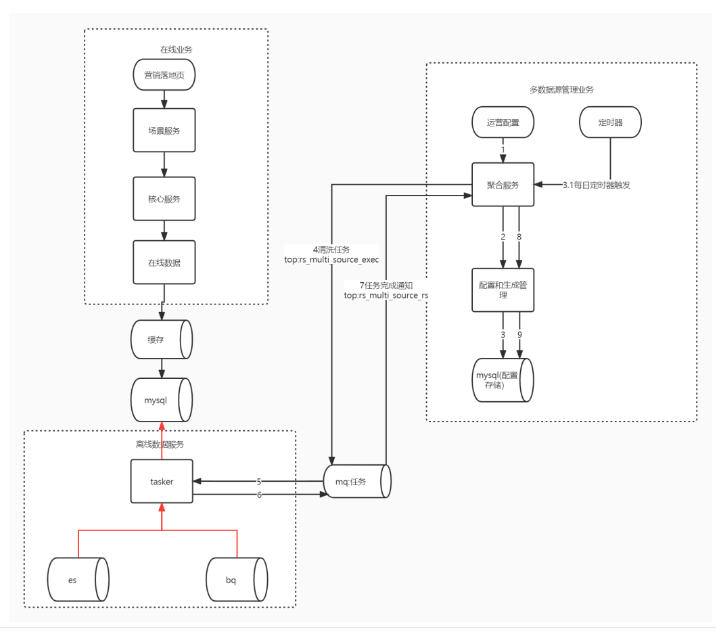 在线业务
营销落地页
场景服务
核心服务
在线数据
缓存
mysql
离线数据服务
tasker
es
bq
5
6
mq:任务
4清洗任务
top:rs_multi_source_exec
7任务完成通知
top:rs_multi_source_rs
多数据源管理业务
运营配置
定时器
1
聚合服务
3.1每日定时器触发
2
8
配置和生成管
理
3
9
mysql(配置
存储)